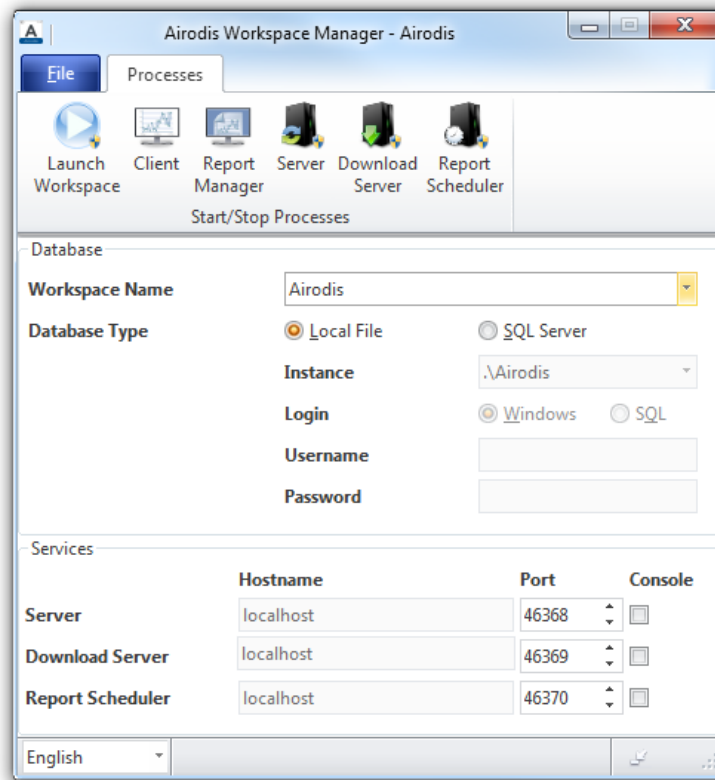 Airodis Workspace Manager - Airodis
File Processes
Launch Workspace
Client
Report Manager
Server
Download Server
Report Scheduler
Start/Stop Processes
Database
Workspace Name Airodis
Database Type Local File SQL Server
Instance .\Airodis
Login Windows SQL
Username
Password
Services
Hostname Port Console
Server localhost 46368
Download Server localhost 46369
Report Scheduler localhost 46370
English